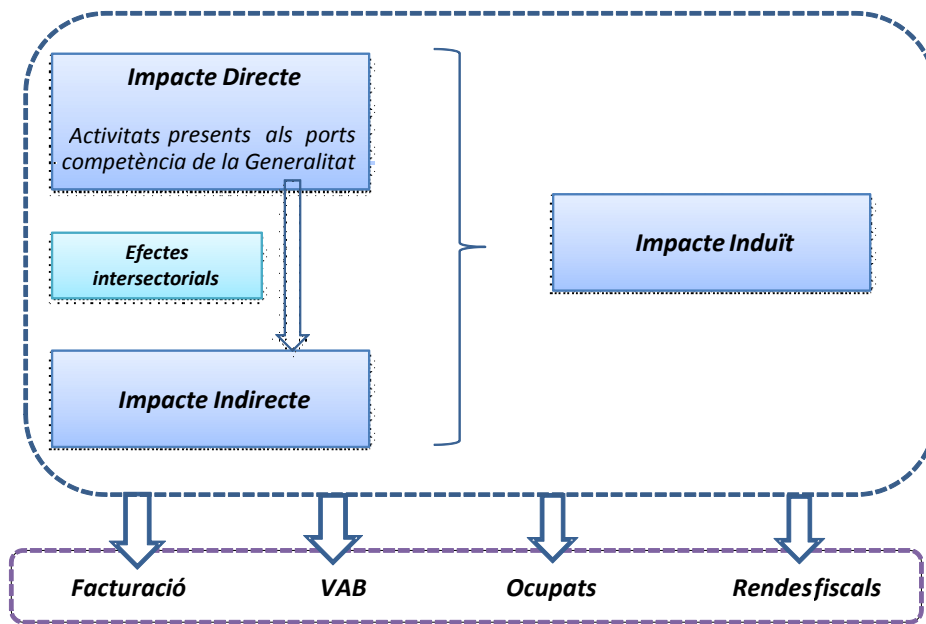 Impacte Directe
Activitats presents als ports
competència de la Generalitat
Efectes
intersectorials
Impacte Indirecte
Impacte Induït
Facturació
VAB
Ocupats
Rendes fiscals